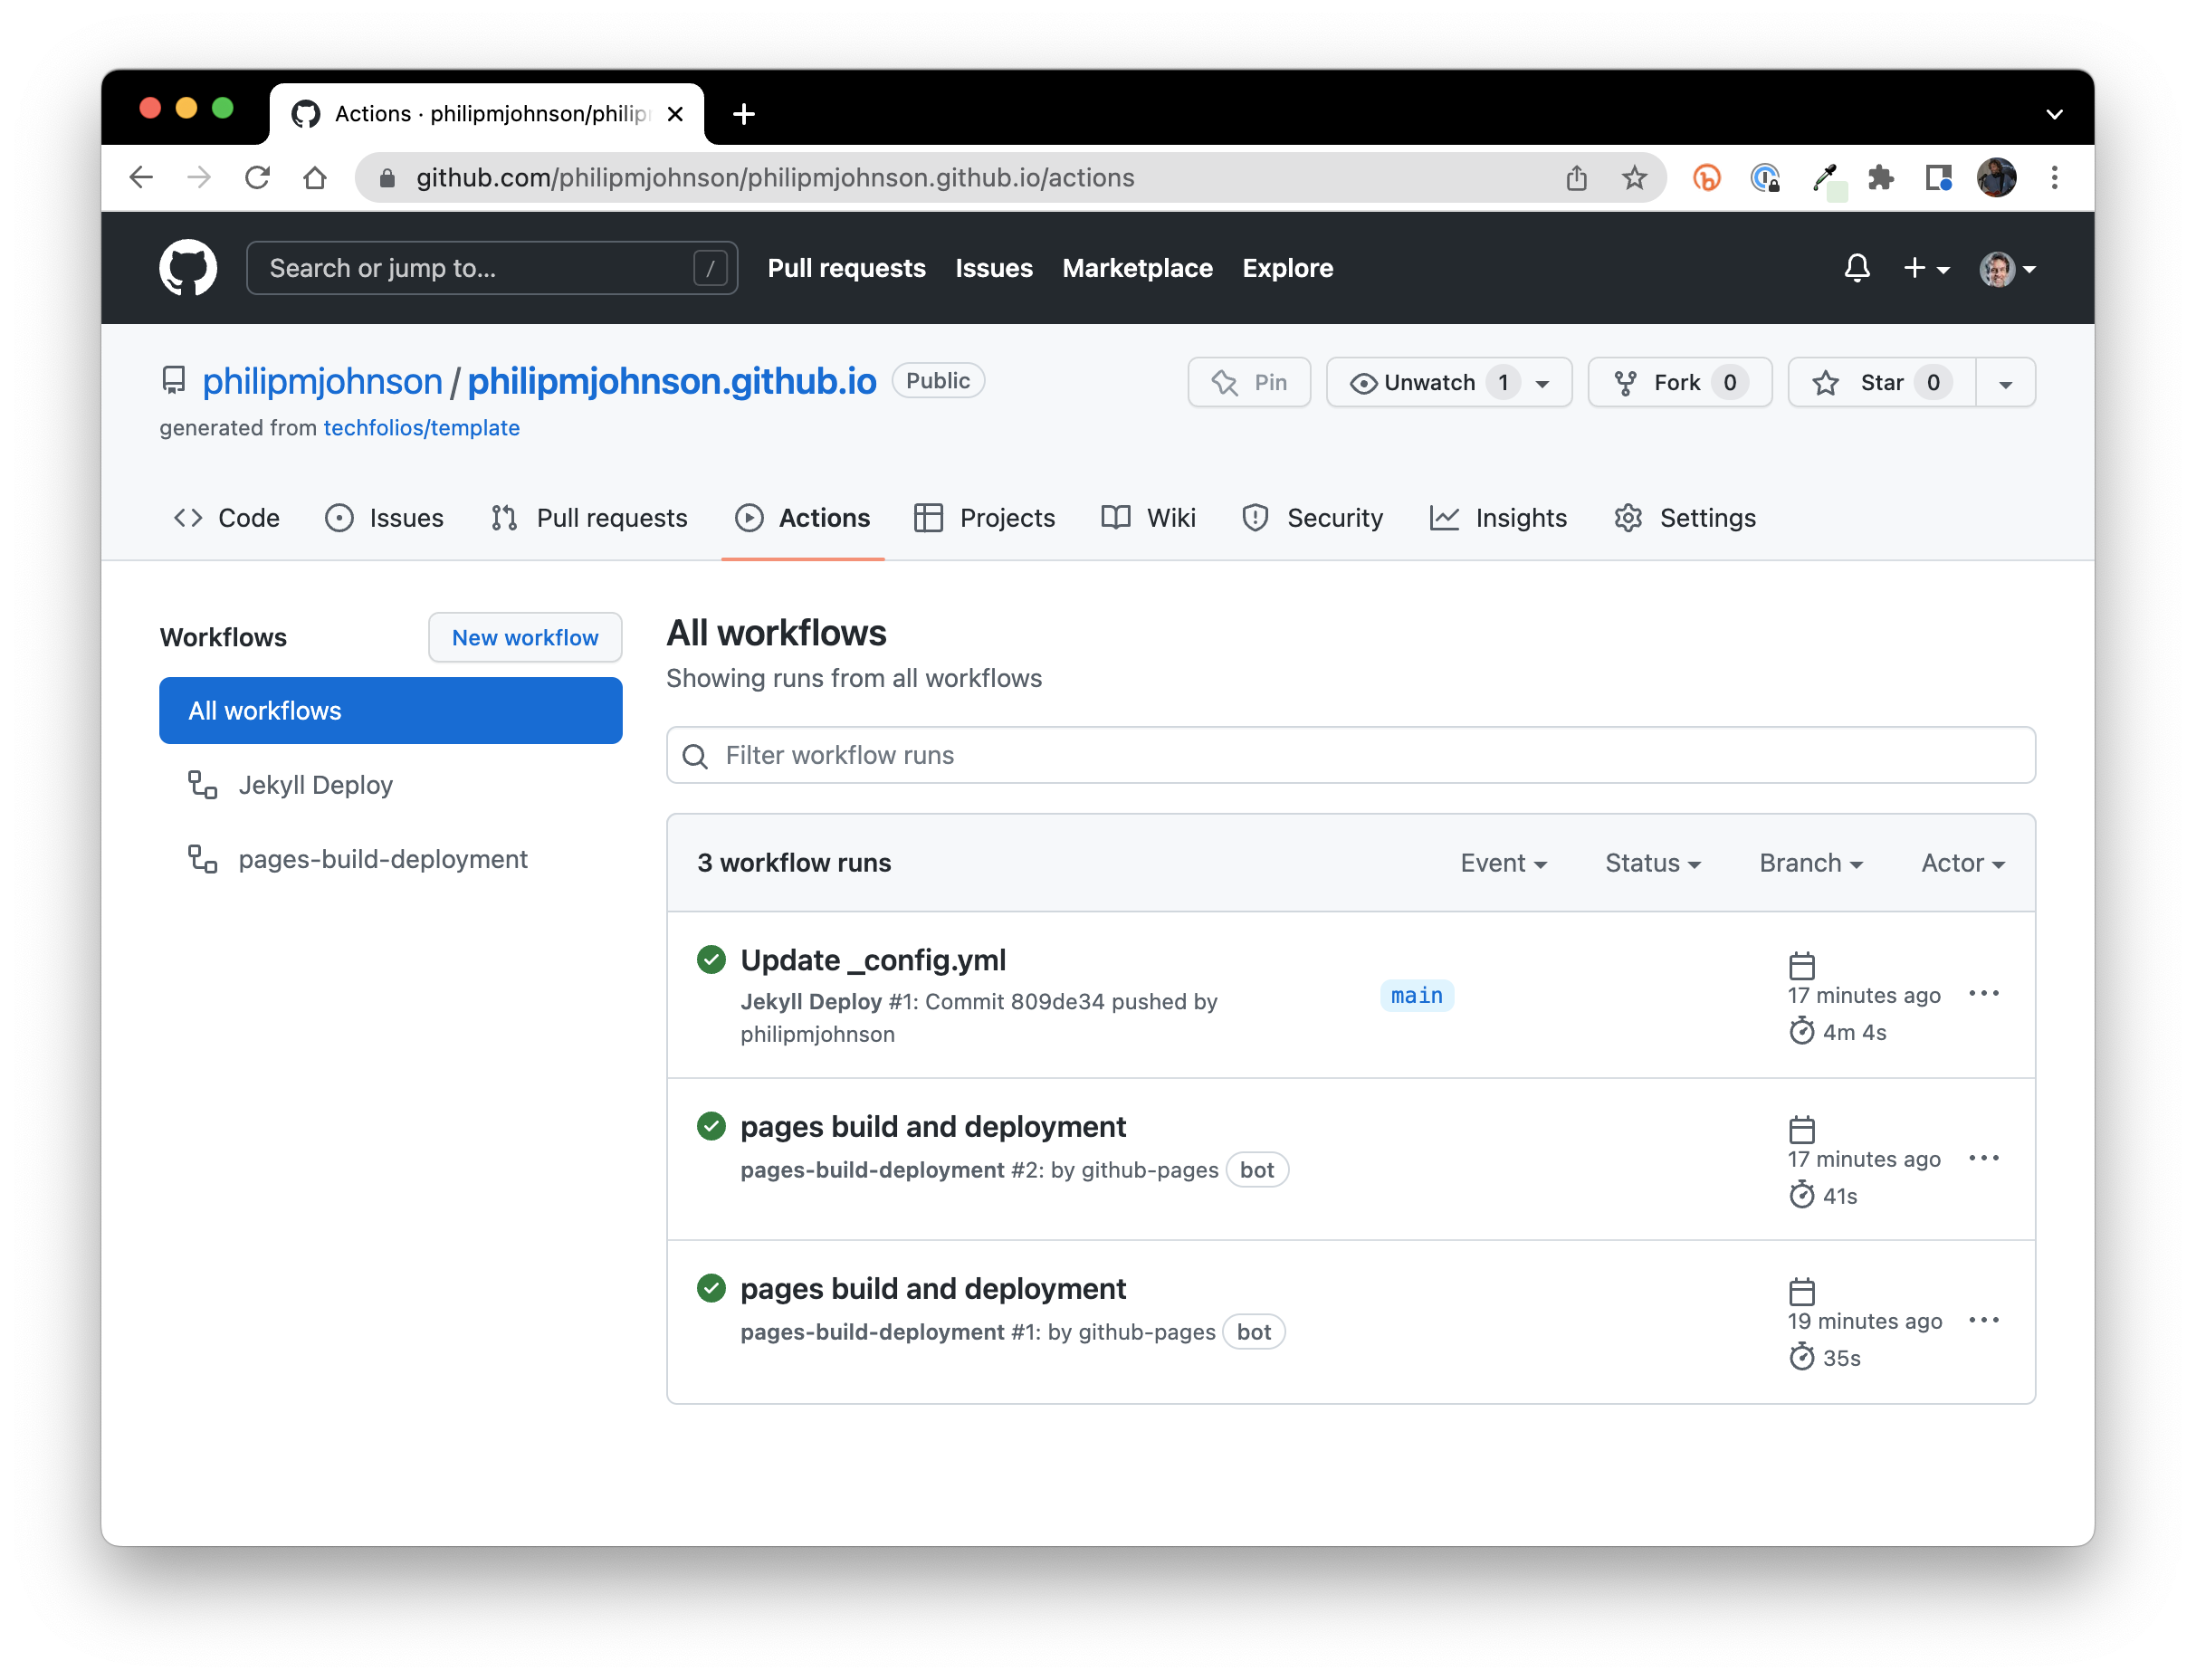 Actions · philipmjohnson/philip
github.com/philipmjohnson/philipmjohnson.github.io/actions
Search or jump to... / Pull requests Issues Marketplace Explore
philipmjohnson / philipmjohnson.github.io Public Pin Unwatch 1 Fork 0 Star 0
generated from techfolios/template
Code Issues Pull requests Actions Projects Wiki Security Insights Settings
Workflows New workflow
All workflows
Jekyll Deploy
pages-build-deployment
All workflows
Showing runs from all workflows
Filter workflow runs
3 workflow runs Event Status Branch Actor
Update _config.yml
Jekyll Deploy #1: Commit 809de34 pushed by
philipmjohnson
main
17 minutes ago
4m 4s
pages build and deployment
pages-build-deployment #2: by github-pages bot
17 minutes ago
41s
pages build and deployment
pages-build-deployment #1: by github-pages bot
19 minutes ago
35s